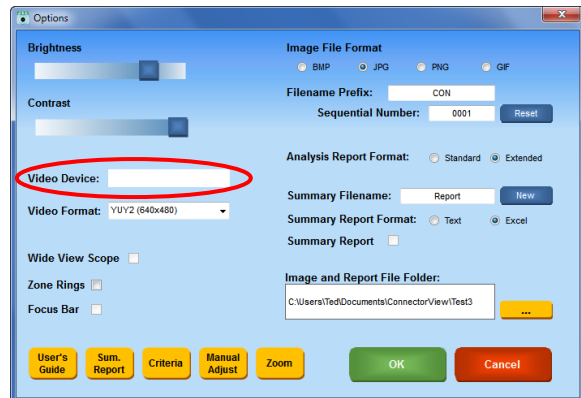 Options
Brightness
Contrast
Video Device:
Video Format: YUY2 (640x480)
Wide View Scope
Zone Rings
Focus Bar
Image File Format
BMP JPG PNG GIF
Filename Prefix: CON
Sequential Number: 0001 Reset
Analysis Report Format: Standard Extended
Summary Filename: Report New
Summary Report Format: Text Excel
Summary Report
Image and Report File Folder:
C:\Users\Ted\Documents\ConnectorView\Test3
...
User's
Guide
Sum.
Report
Criteria
Manual
Adjust
Zoom
OK
Cancel